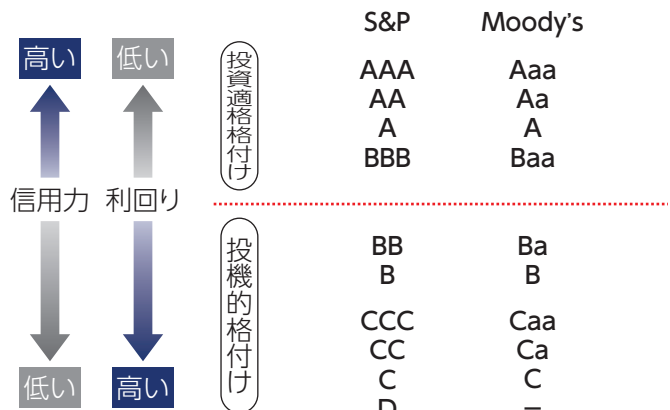 S&P Moody's
高い 低い
投資適格格付け
AAA Aaa
AA Aa
A A
BBB Baa
信用力 利回り
投機的格付け
BB Ba
B B
CCC Caa
CC Ca
C C
D –
低い 高い